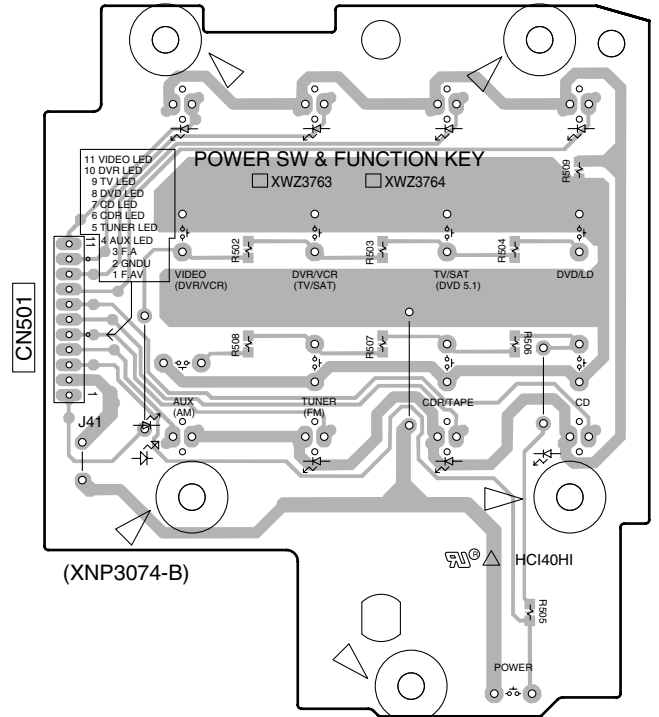 POWER SW & FUNCTION KEY
XWZ3763 XWZ3764
11 VIDEO LED
10 DVR LED
9 TV LED
8 DVD LED
7 CD LED
6 CDR LED
5 TUNER LED
4 AUX LED
3 F.A
2 GNDU
1 F.AV
11
1
CN501
J41
R509
R502
R503
R504
VIDEO
(DVR/VCR)
DVR/VCR
(TV/SAT)
TV/SAT
(DVD 5.1)
DVD/LD
R508
R507
R506
AUX
(AM)
TUNER
(FM)
CDR/TAPE
CD
(XNP3074-B)
HCI40HI
R505
POWER